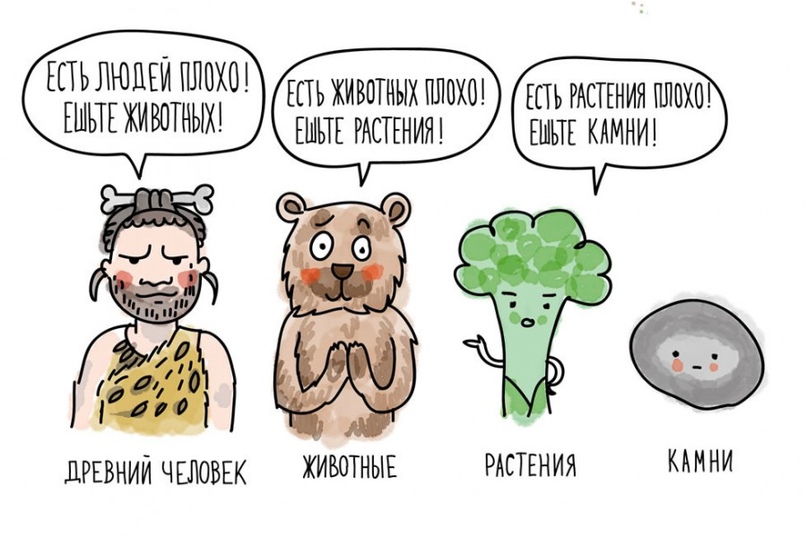 ЕСТЬ ЛЮДЕЙ ПЛОХО!
ЕШЬТЕ ЖИВОТНЫХ!
ЕСТЬ ЖИВОТНЫХ ПЛОХО!
ЕШЬТЕ РАСТЕНИЯ!
ЕСТЬ РАСТЕНИЯ ПЛОХО!
ЕШЬТЕ КАМНИ!
ДРЕВНИЙ ЧЕЛОВЕК
ЖИВОТНЫЕ
РАСТЕНИЯ
КАМНИ